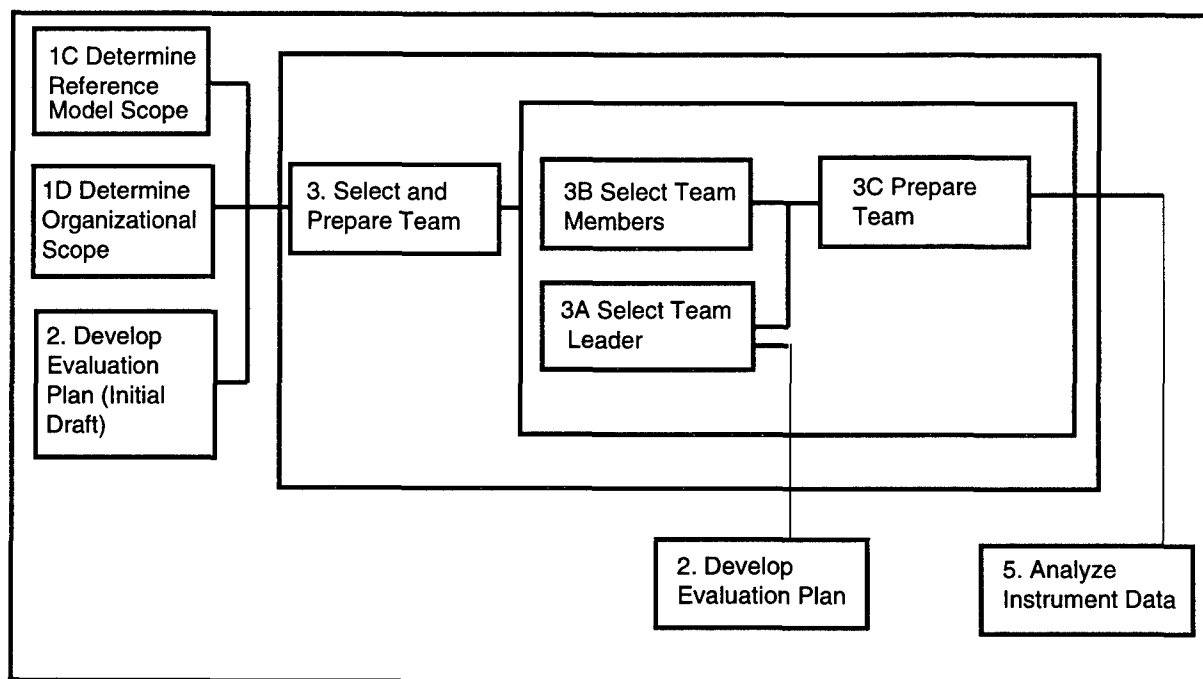 1C Determine
Reference
Model Scope
1D Determine
Organizational
Scope
2. Develop
Evaluation
Plan (Initial
Draft)
3. Select and
Prepare Team
3B Select Team
Members
3A Select Team
Leader
3C Prepare
Team
2. Develop
Evaluation Plan
5. Analyze
Instrument Data